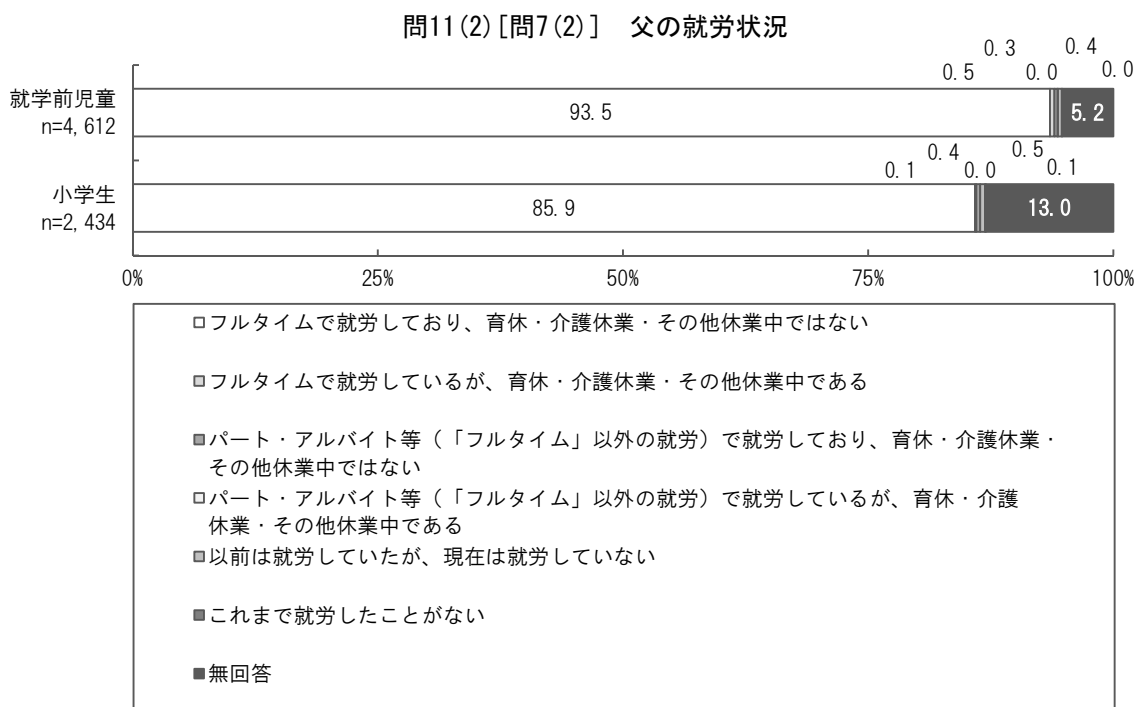 問11(2)[問7(2)]　父の就労状況
0.3
0.4
0.5
0.0
0.0
就学前児童
n=4,612
93.5
5.2
0.4
0.5
0.1
0.0
0.1
小学生
n=2,434
85.9
13.0
0%
25%
50%
75%
100%
フルタイムで就労しており、育休・介護休業・その他休業中ではない
フルタイムで就労しているが、育休・介護休業・その他休業中である
パート・アルバイト等（「フルタイム」以外の就労）で就労しており、育休・介護休業・
その他休業中ではない
パート・アルバイト等（「フルタイム」以外の就労）で就労しているが、育休・介護
休業・その他休業中である
以前は就労していたが、現在は就労していない
これまで就労したことがない
無回答